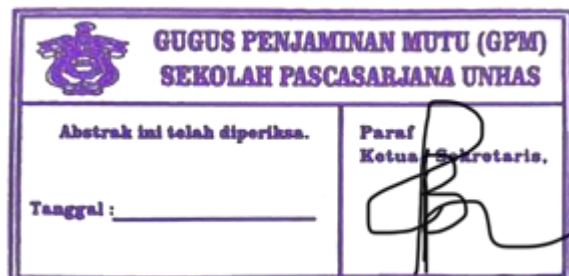 GUGUS PENJAMINAN MUTU (GPM)
SEKOLAH PASCASARJANA UNHAS
Abstrak ini telah diperiksa.
Tanggal :
Paraf
Ketua / Sekretaris,